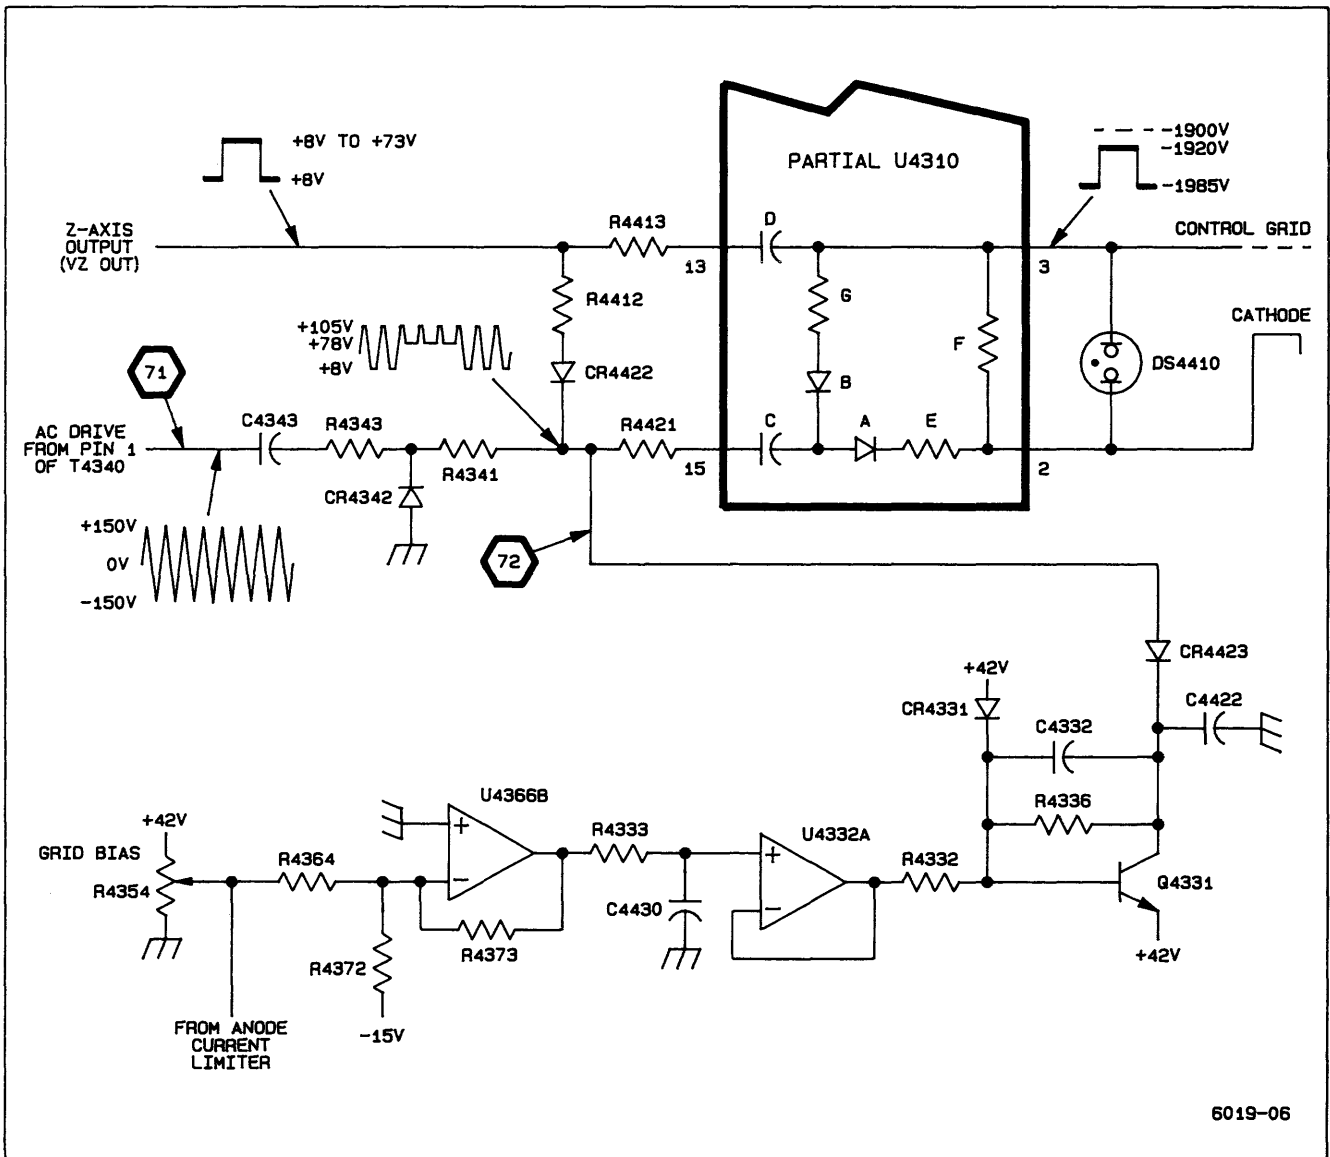 +8V TO +73V
+8V
PARTIAL U4310
-1900V
-1920V
-1985V
Z-AXIS
OUTPUT
(VZ OUT)
R4413
13
D
3
CONTROL GRID
R4412
G
F
CATHODE
+105V
+78V
+8V
CR4422
B
DS4410
71
AC DRIVE
FROM PIN 1
OF T4340
C4343
R4343
R4341
R4421
15
C
A
E
2
CR4342
+150V
0V
-150V
72
+42V
CR4423
CR4331
C4332
C4422
U4366B
+42V
R4333
U4332A
R4336
GRID BIAS
R4354
R4364
+
-
+
-
R4332
Q4331
C4430
R4373
R4372
+42V
FROM ANODE
CURRENT
LIMITER
-15V
6019-06